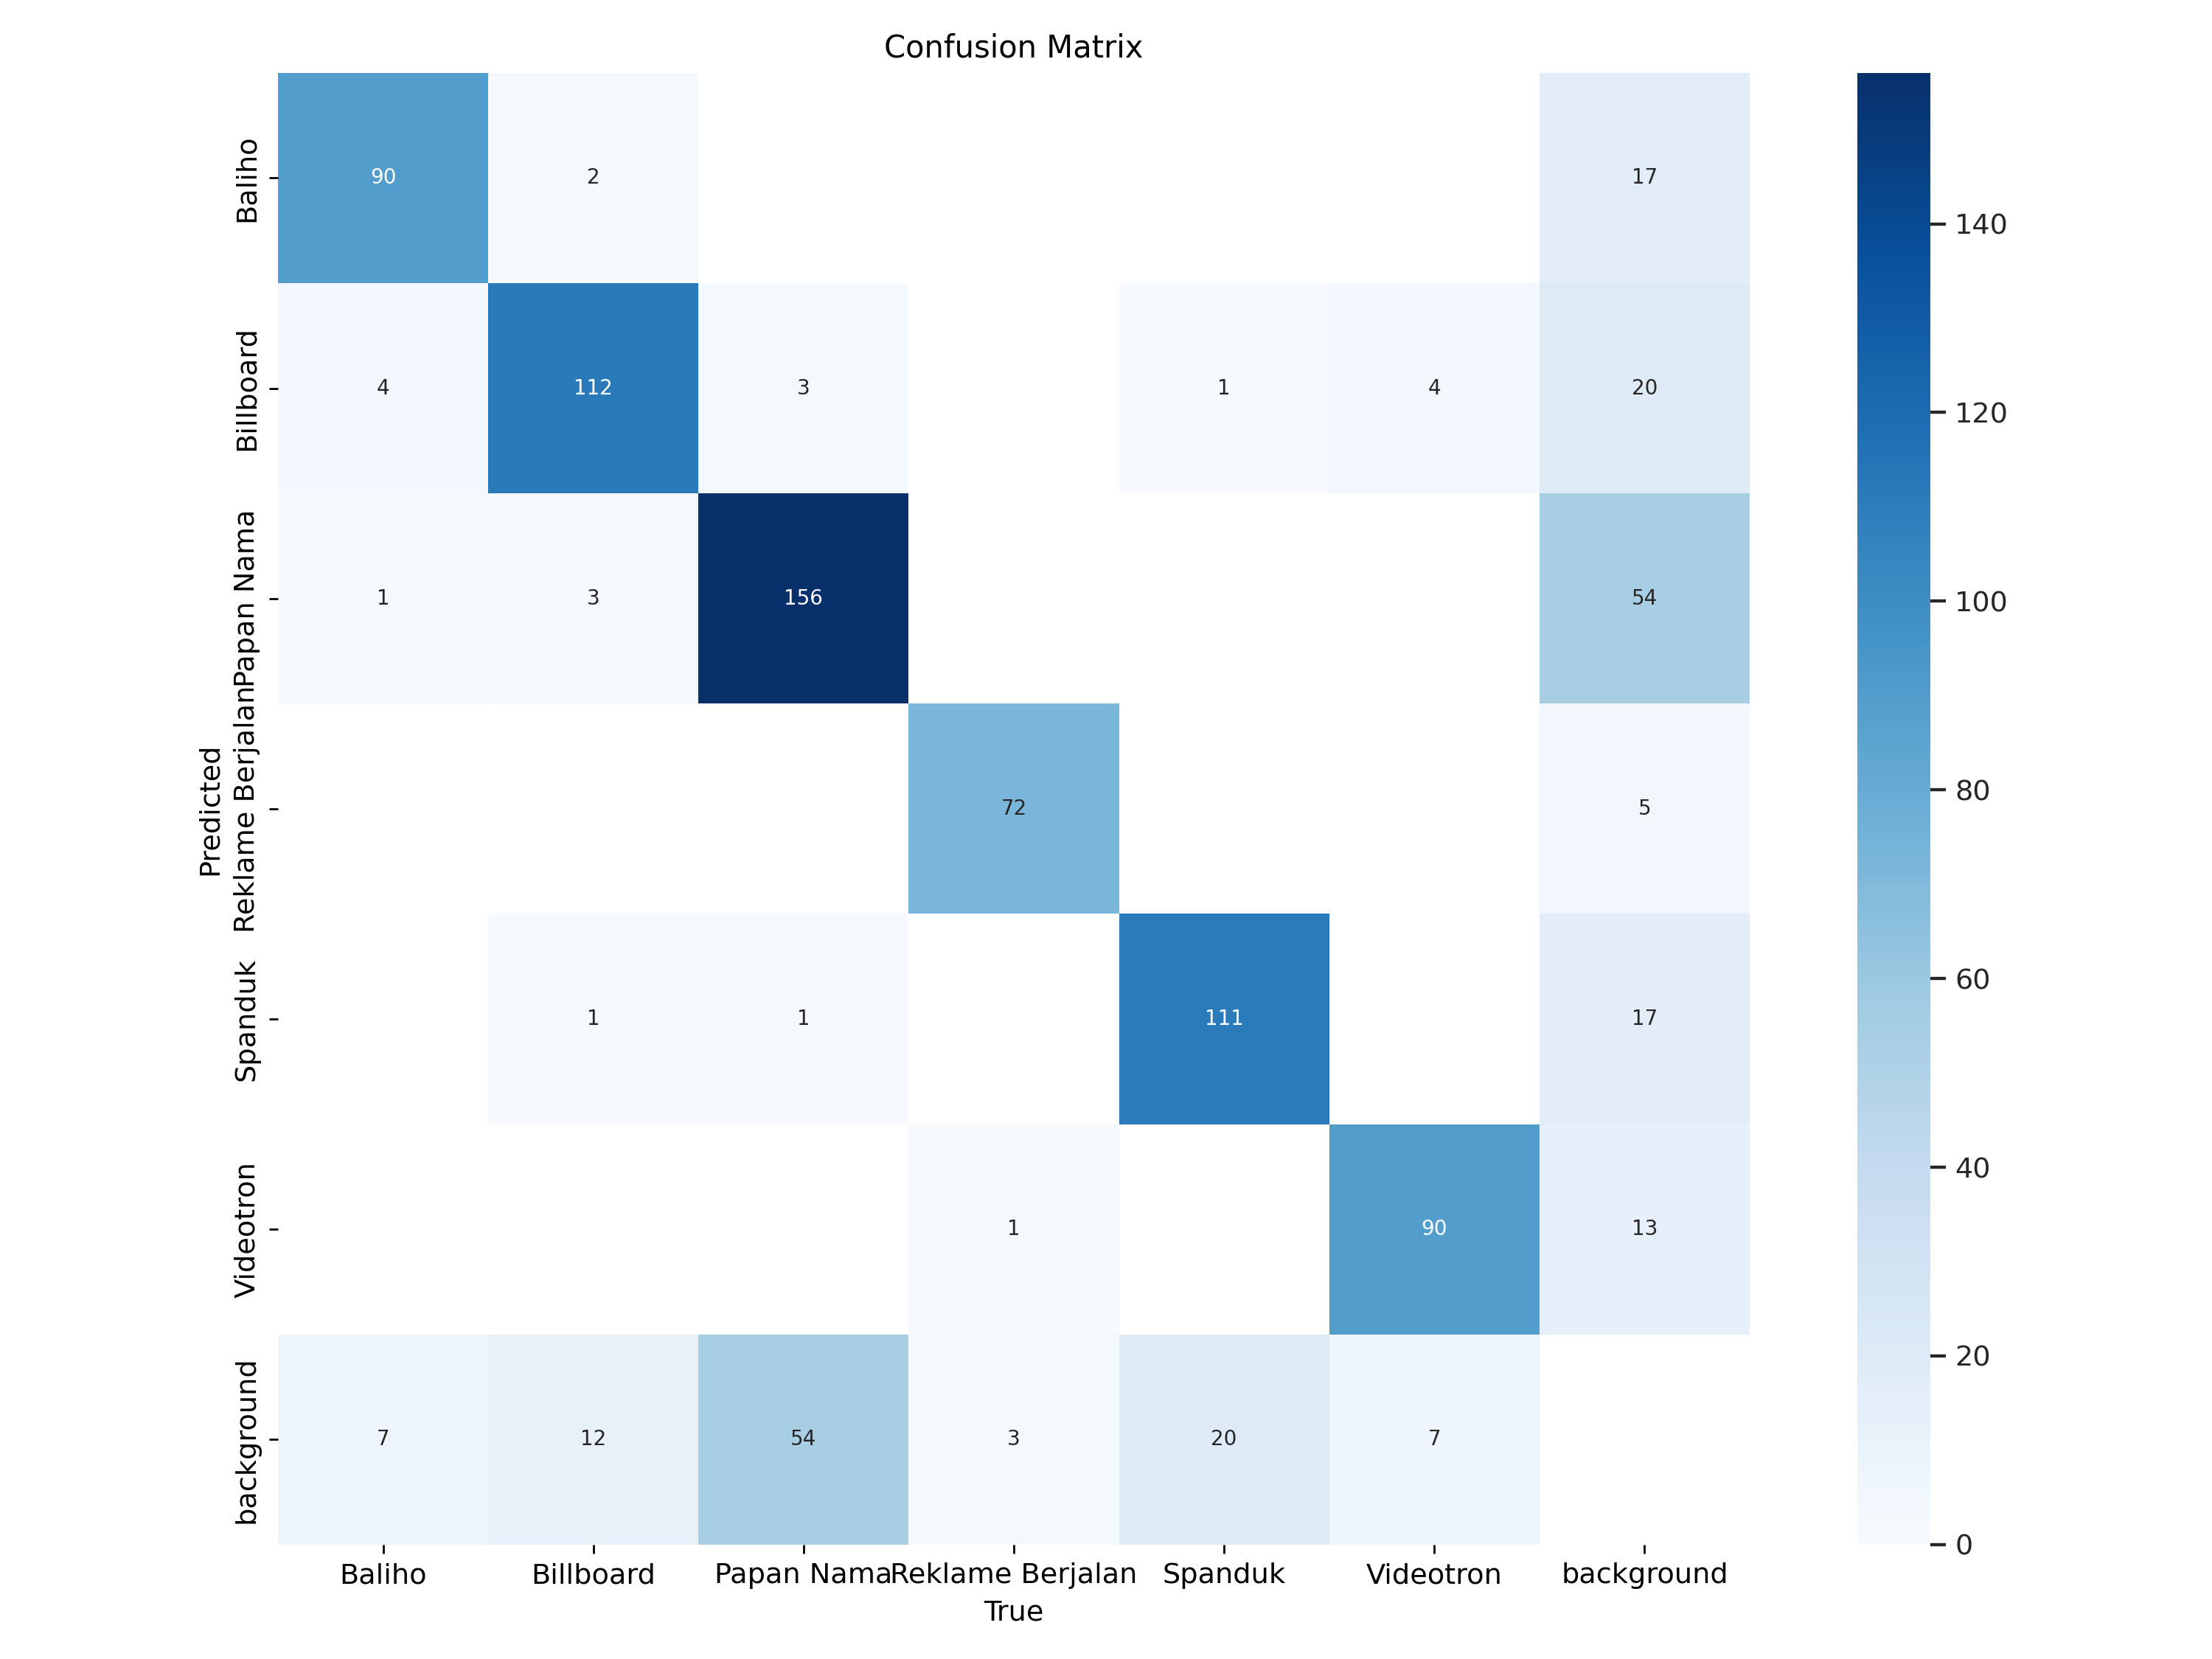 Confusion Matrix
Baliho 90 2 17
140
Billboard 4 112 3 1 4 20
120
Papan Nama 1 3 156 54
100
Predicted
Reklame Berjalan 72 5
80
60
Spanduk 1 1 111 17
40
Videotron 1 90 13
20
background 7 12 54 3 20 7
0
Baliho Billboard Papan Nama Reklame Berjalan Spanduk Videotron background
True